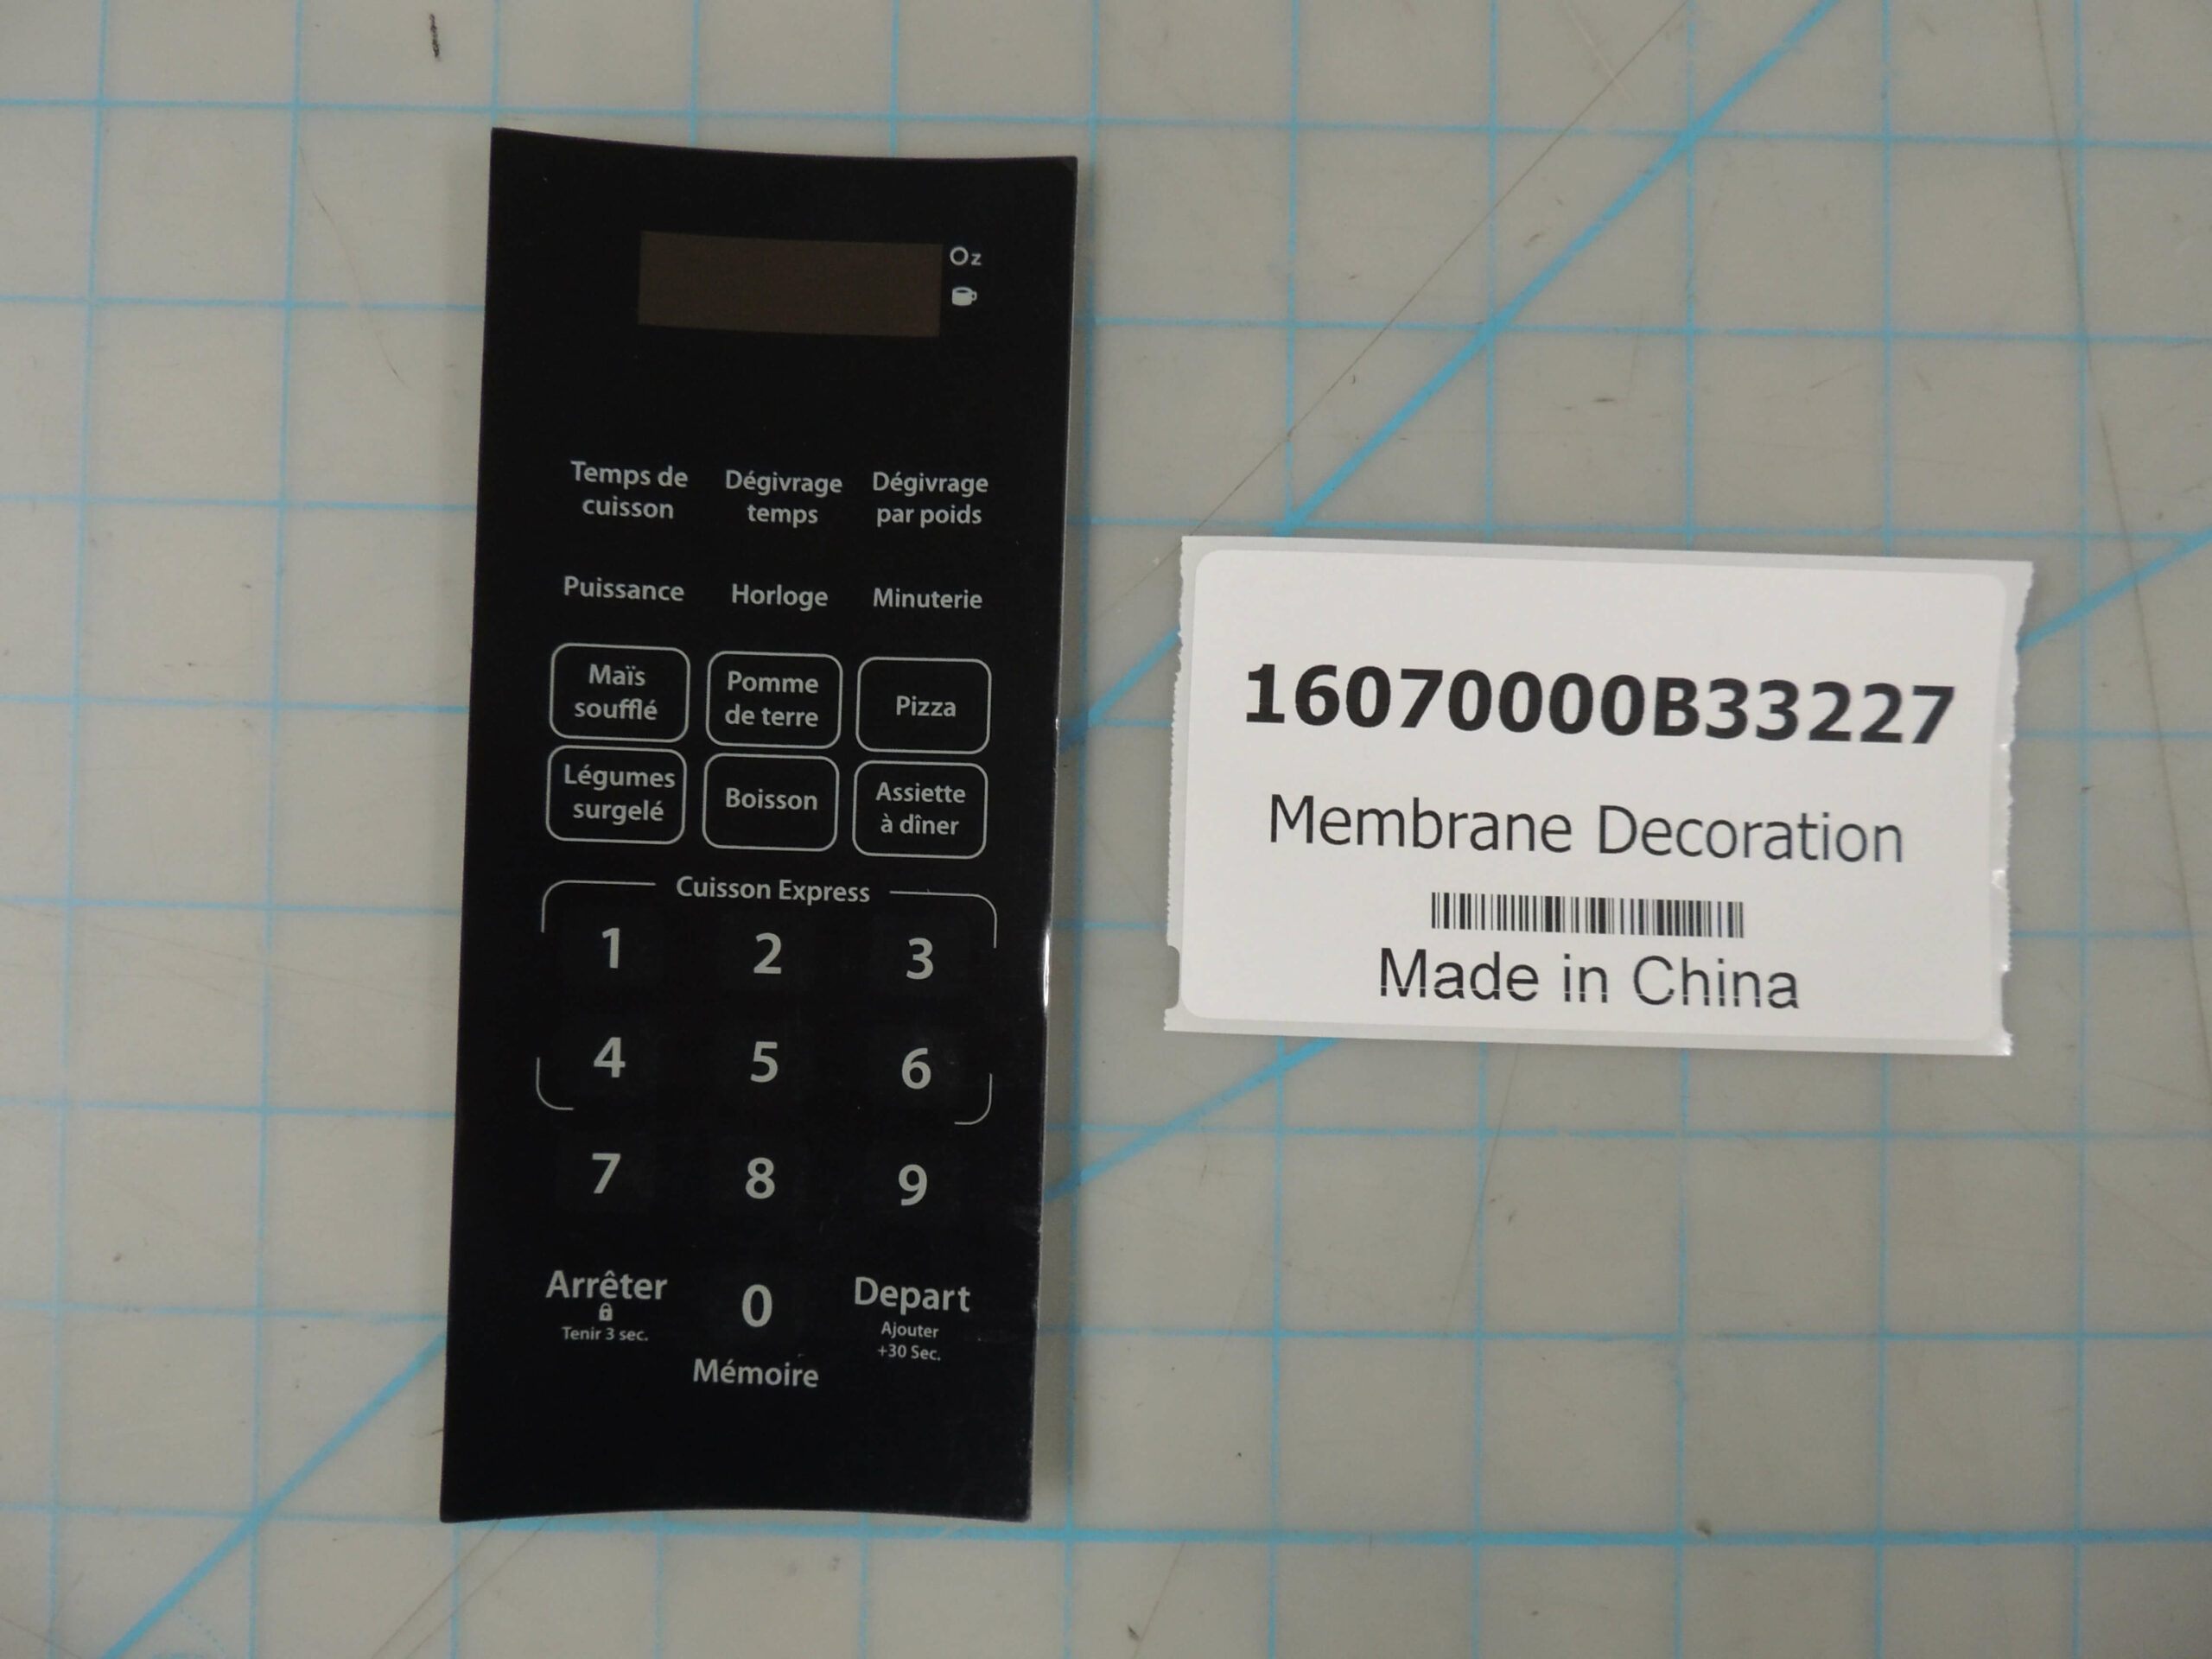 Oz
Temps de cuisson
Dégivrage temps
Dégivrage par poids
Puissance
Horloge
Minuterie
Maïs soufflé
Pomme de terre
Pizza
Légumes surgelé
Boisson
Assiette à dîner
Cuisson Express
1 2 3
4 5 6
7 8 9
Arrêter
Tenir 3 sec.
0
Mémoire
Depart
Ajouter
+30 Sec.
16070000B33227
Membrane Decoration
Made in China